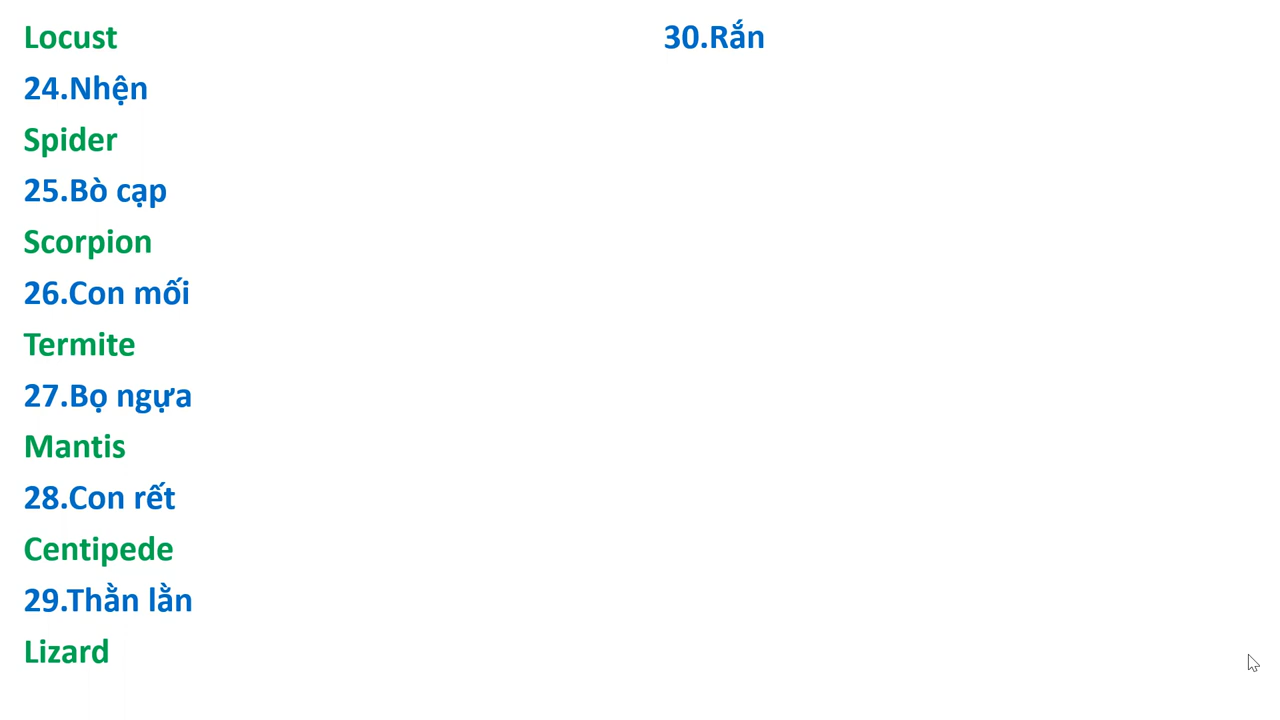 Locust
24.Nhện
Spider
25.Bò cạp
Scorpion
26.Con mối
Termite
27.Bọ ngựa
Mantis
28.Con rết
Centipede
29.Thằn lằn
Lizard
30.Rắn